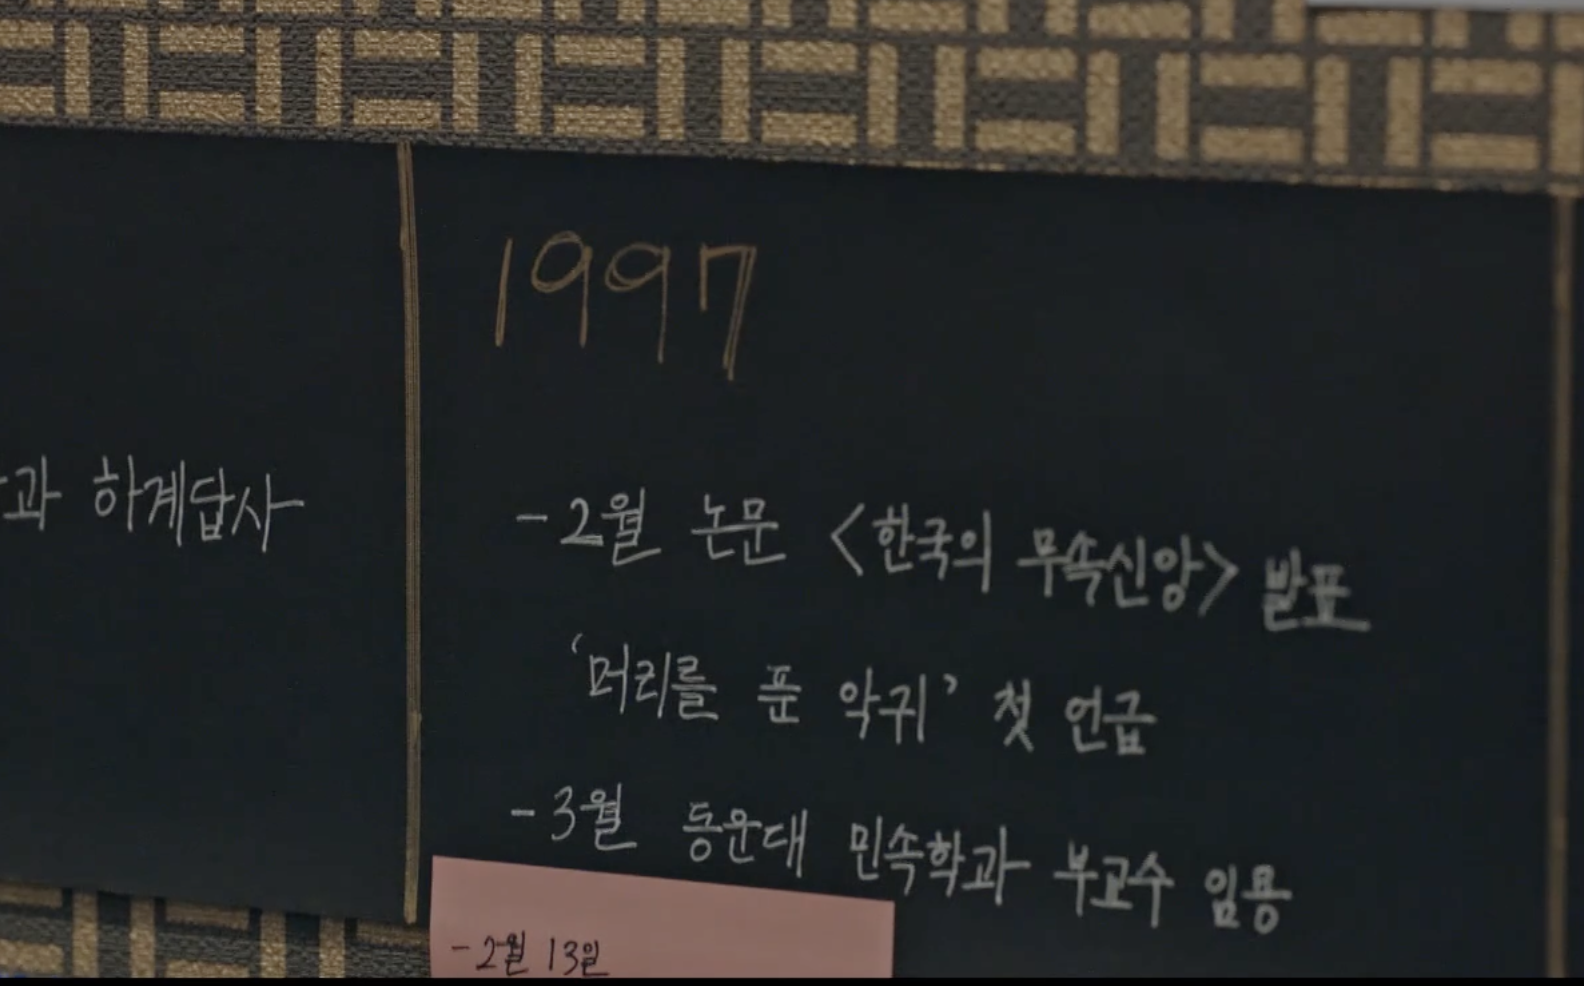 과 하계답사
1997
- 2월 논문 <한국의 무속신앙> 발표
'머리를 푼 악귀' 첫 언급
- 3월 동운대 민속학과 부교수 임용
- 2월 13일